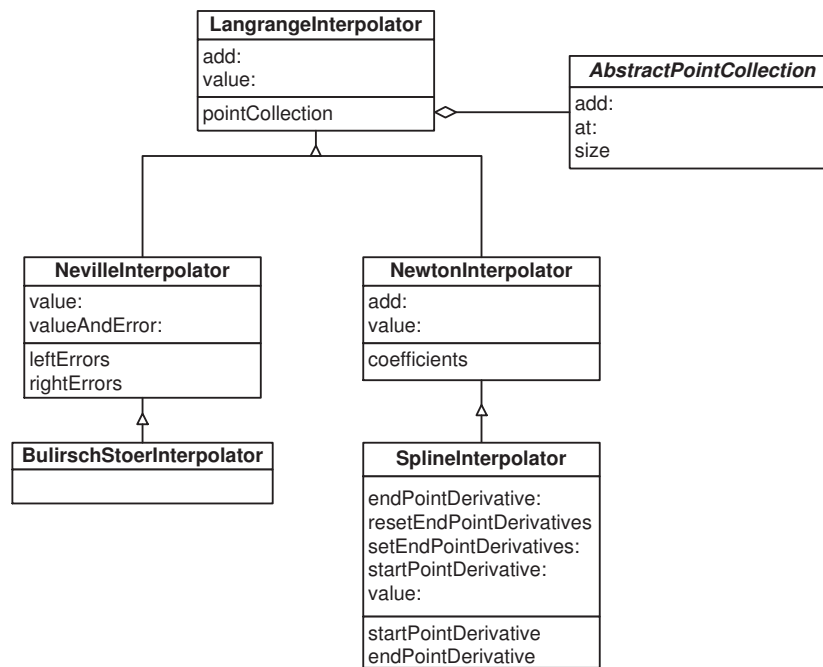 LangrangeInterpolator
add:
value:
pointCollection
AbstractPointCollection
add:
at:
size
NevilleInterpolator
value:
valueAndError:
leftErrors
rightErrors
NewtonInterpolator
add:
value:
coefficients
BulirschStoerInterpolator
SplineInterpolator
endPointDerivative:
resetEndPointDerivatives
setEndPointDerivatives:
startPointDerivative:
value:
startPointDerivative
endPointDerivative